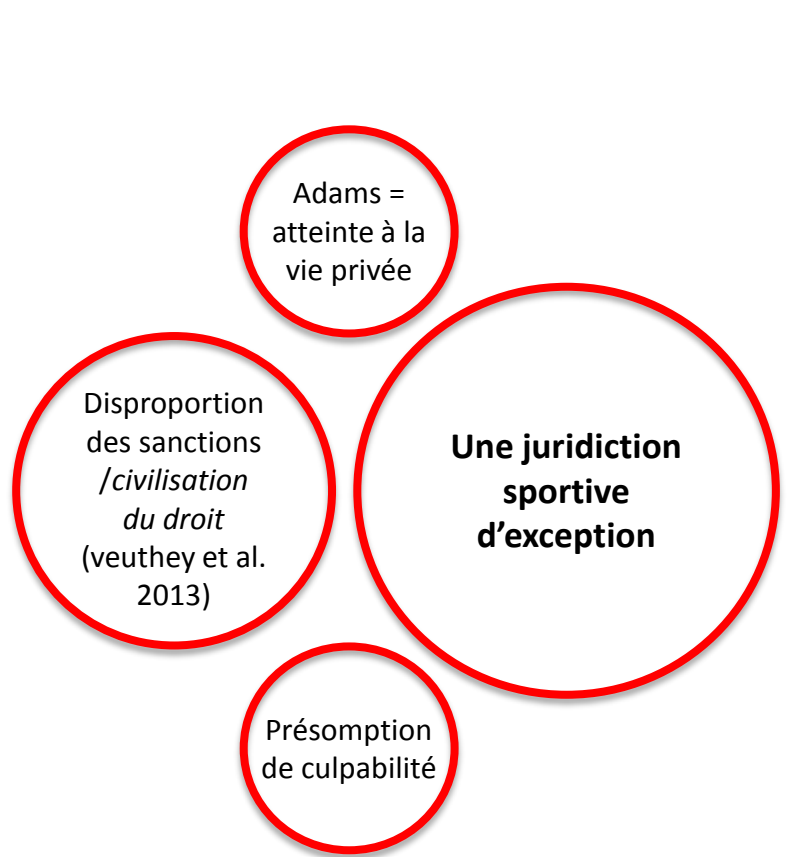 Adams =
atteinte à la
vie privée
Disproportion
des sanctions
/civilisation
du droit
(veuthey et al.
2013)
Une juridiction
sportive
d’exception
Présomption
de culpabilité